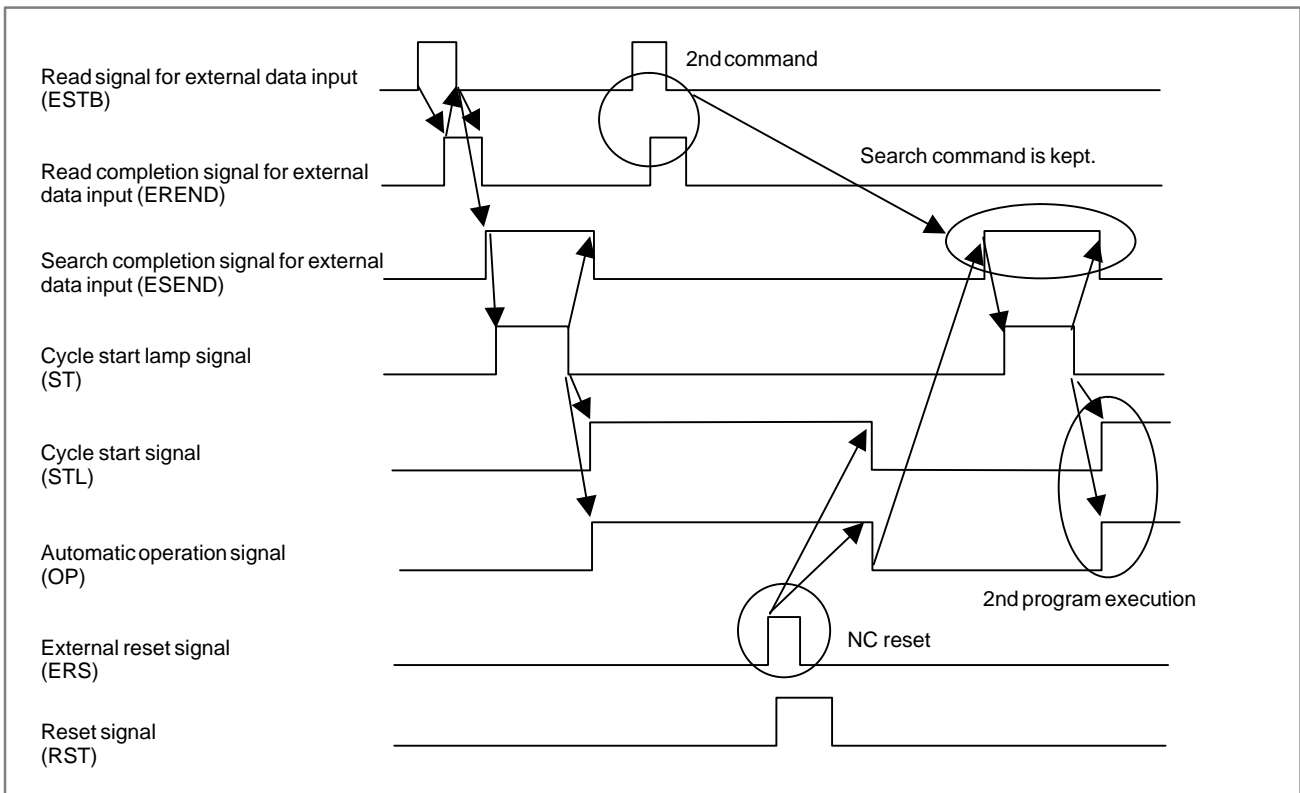 2nd command
Read signal for external data input
(ESTB)
Search command is kept.
Read completion signal for external
data input (EREND)
Search completion signal for external
data input (ESEND)
Cycle start lamp signal
(ST)
Cycle start signal
(STL)
Automatic operation signal
(OP)
2nd program execution
External reset signal
(ERS)
NC reset
Reset signal
(RST)